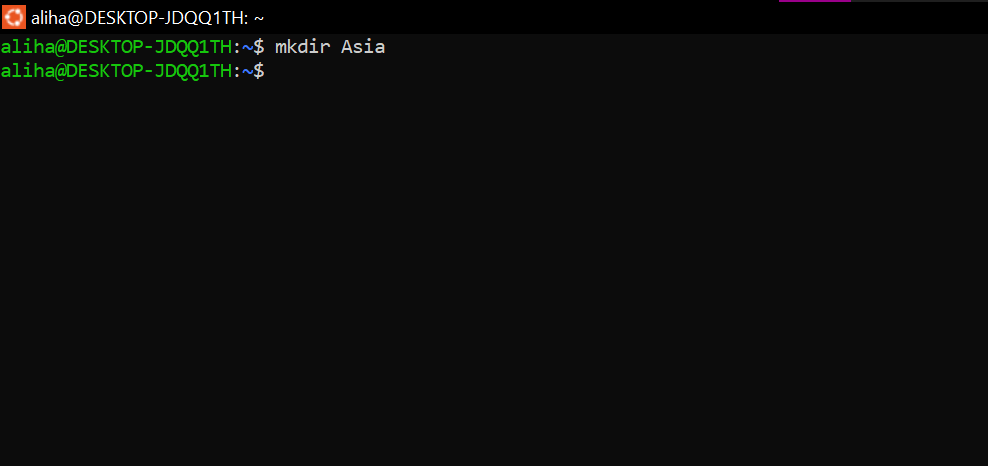 aliha@DESKTOP-JDQQ1TH: ~
aliha@DESKTOP-JDQQ1TH:~$ mkdir Asia
aliha@DESKTOP-JDQQ1TH:~$